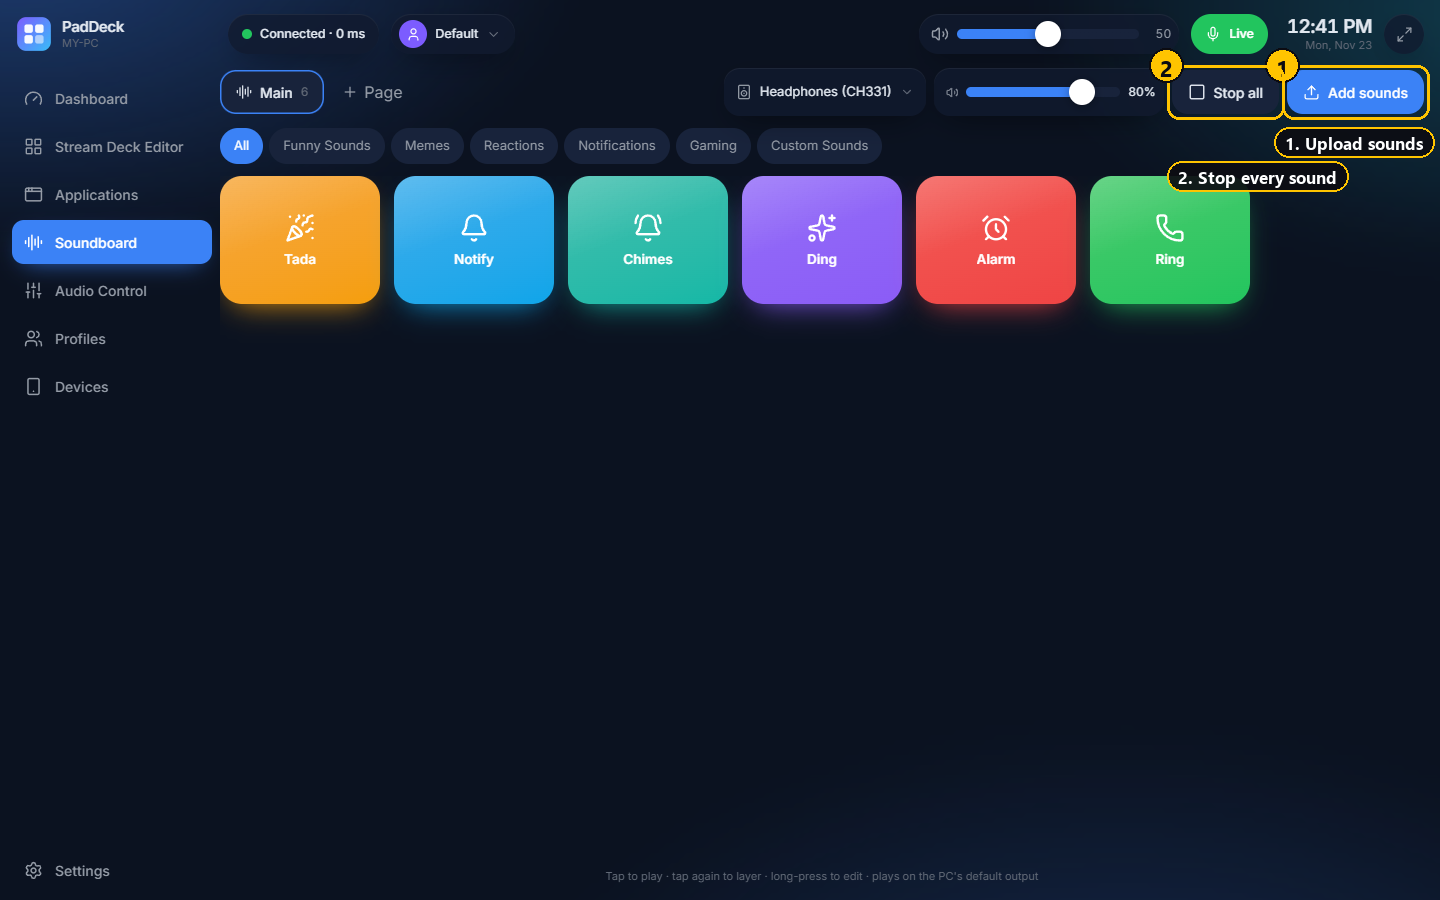 PadDeck
MY-PC
Connected · 0 ms
Default
50
Live
12:41 PM
Mon, Nov 23
Dashboard
Stream Deck Editor
Applications
Soundboard
Audio Control
Profiles
Devices
Settings
Main 6
+ Page
Headphones (CH331)
80%
2
Stop all
1
Add sounds
1. Upload sounds
2. Stop every sound
All
Funny Sounds
Memes
Reactions
Notifications
Gaming
Custom Sounds
Tada
Notify
Chimes
Ding
Alarm
Ring
Tap to play · tap again to layer · long-press to edit · plays on the PC's default output